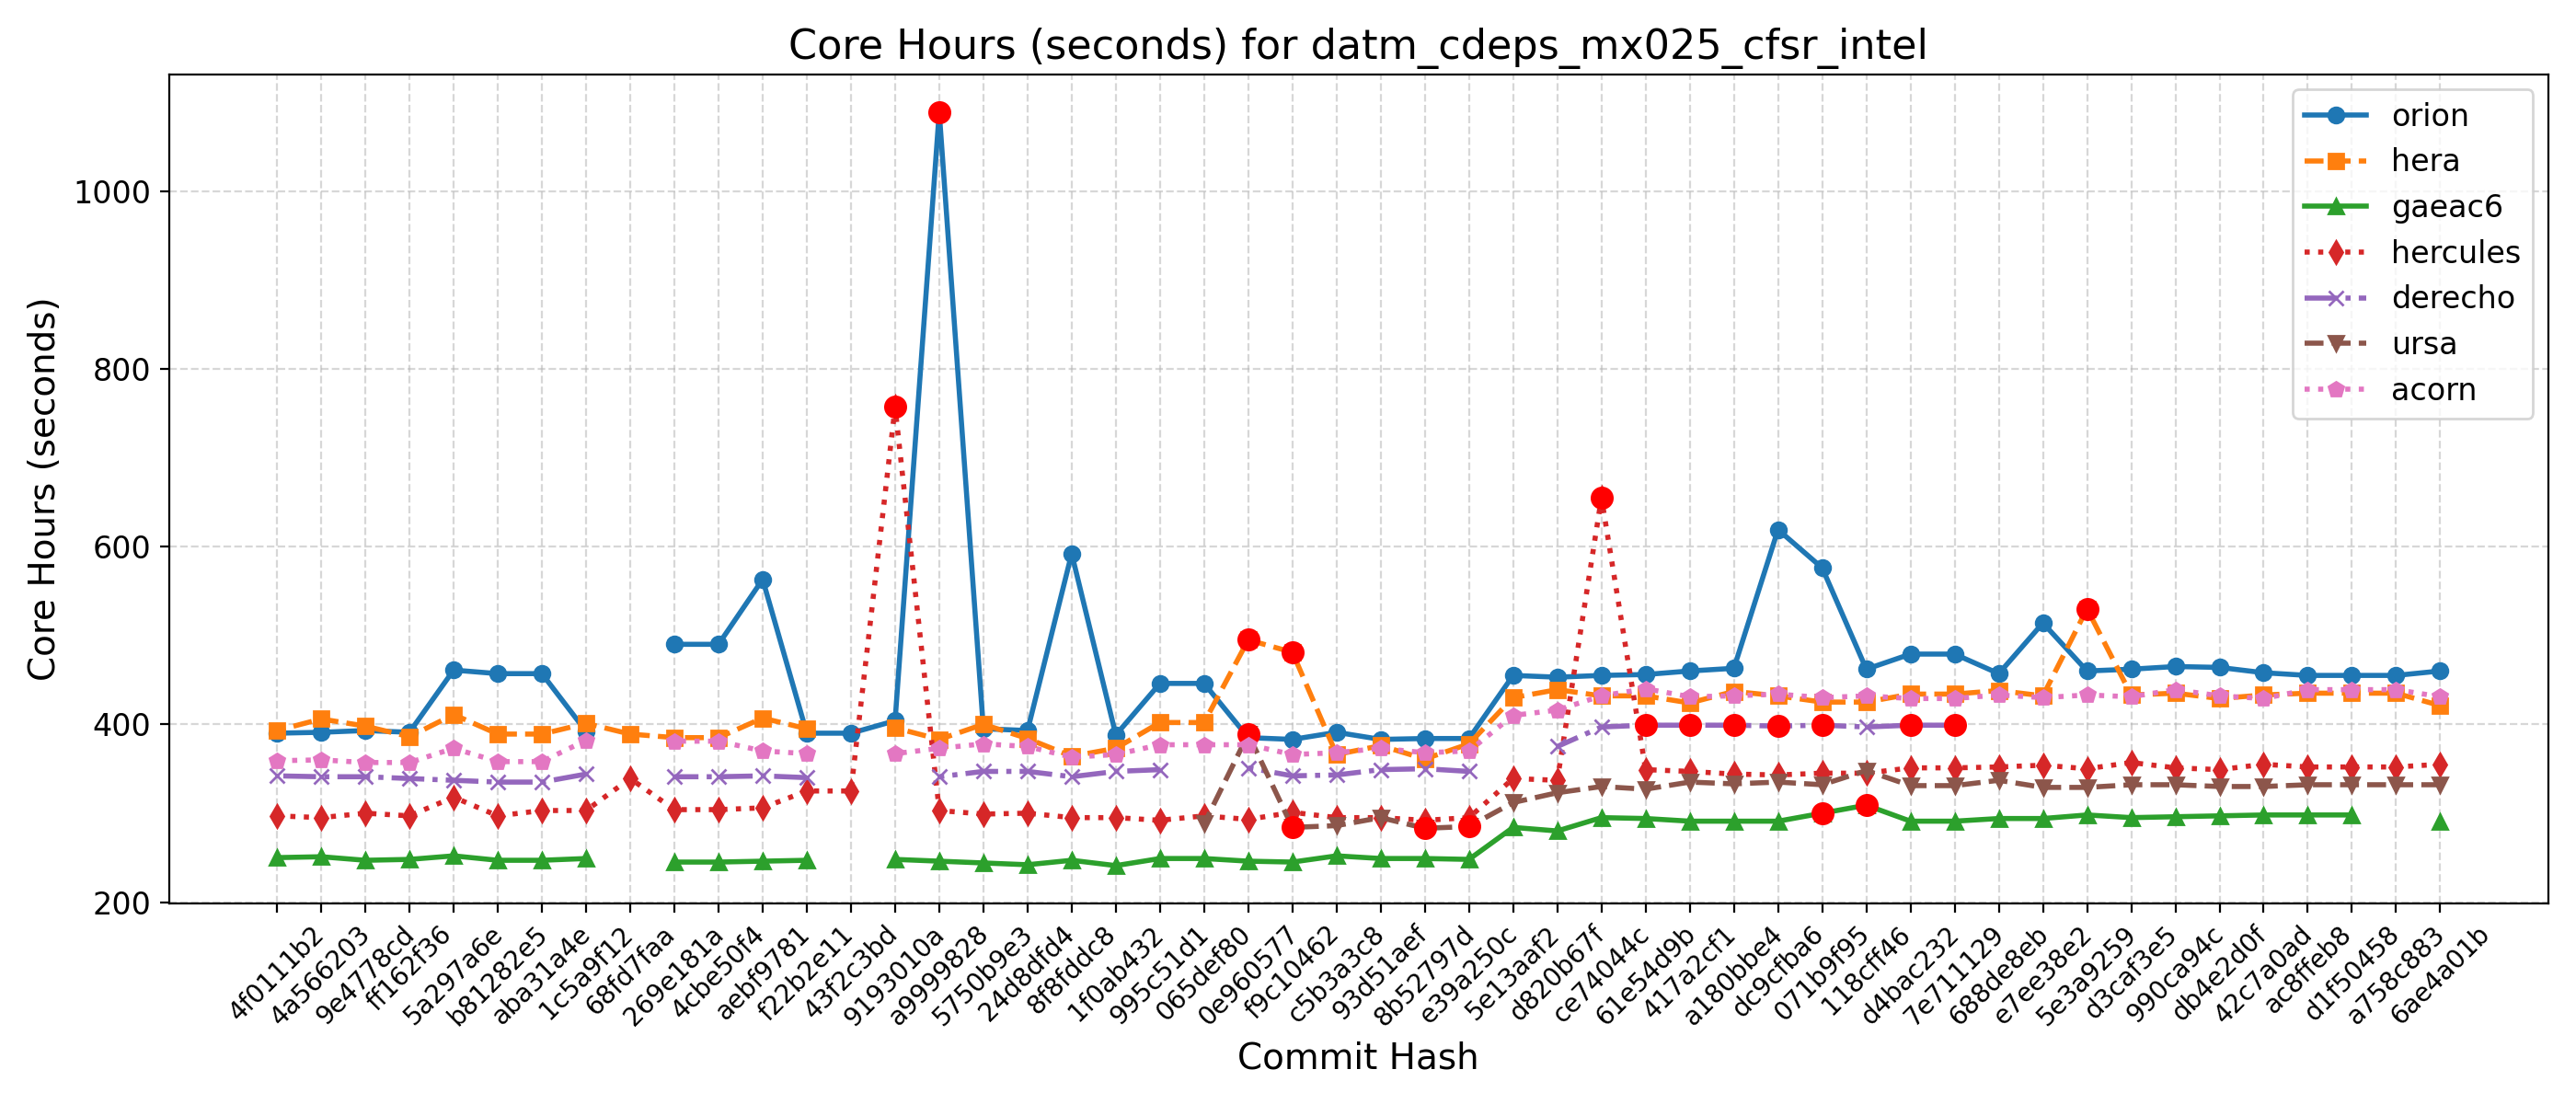 Core Hours (seconds) for datm_cdeps_mx025_cfsr_intel
Core Hours (seconds)
1000
800
600
400
200
orion
hera
gaeac6
hercules
derecho
ursa
acorn
4f0111b2
4a566203
9e4778cd
ff162f36
5a297a6e
b81282e5
aba31a4e
1c5a9f12
68fd7faa
269e181a
4cbe50f4
aebf9781
f22b2e11
43f2c3bd
9193010a
a9999828
5750b9e3
24d8dfd4
8f8fddc8
1f0ab432
995c51d1
065def80
0e960577
f9c10462
c5b3a3c8
93d51aef
8b52797d
e39a250c
5e13aaf2
d820b67f
ce74044c
61e54d9b
417a2cf1
a180bbe4
dc9cfba6
071b9f95
118cff46
d4bac232
7e711129
688de8eb
e7ee38e2
5e3a9259
d3caf3e5
990ca94c
db4e2d0f
42c7a0ad
ac8ffeb8
d1f50458
a758c883
6ae4a01b
Commit Hash